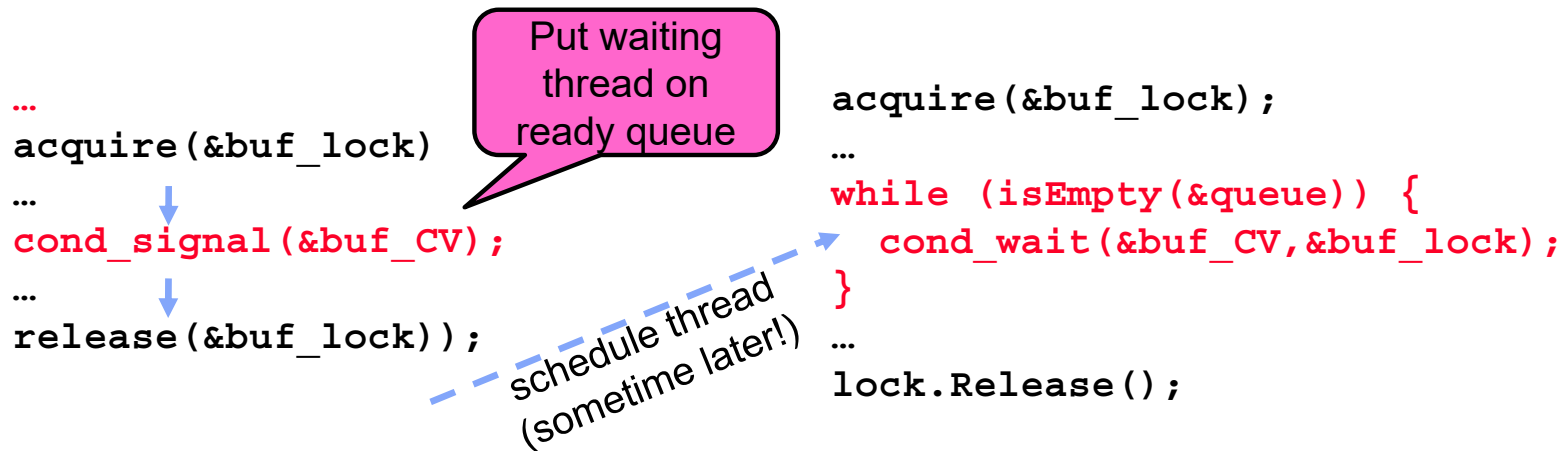 Put waiting
thread on
ready queue
…
acquire(&buf_lock)
…
cond_signal(&buf_CV);
…
release(&buf_lock));
schedule thread
(sometime later!)
acquire(&buf_lock);
…
while (isEmpty(&queue)) {
cond_wait(&buf_CV,&buf_lock);
}
…
lock.Release();